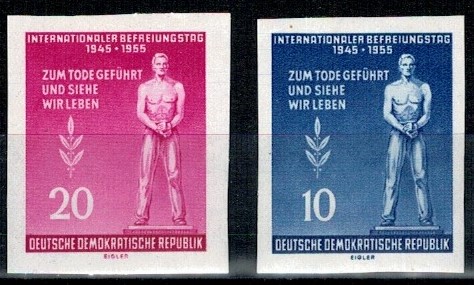 INTERNATIONALER BEFREIUNGSTAG
1945 • 1955
ZUM TODE GEFÜHRT
UND SIEHE
WIR LEBEN
20
DEUTSCHE DEMOKRATISCHE REPUBLIK
EIGLER
INTERNATIONALER BEFREIUNGSTAG
1945 • 1955
ZUM TODE GEFÜHRT
UND SIEHE
WIR LEBEN
10
DEUTSCHE DEMOKRATISCHE REPUBLIK
EIGLER